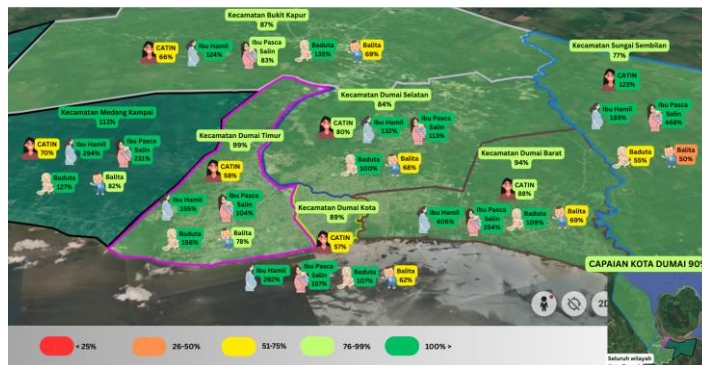 Kecamatan Bukit Kapur
87%
CATIN
66%
Ibu Hamil
124%
Ibu Pasca
Salin
83%
Baduta
135%
Balita
69%
Kecamatan Sungai Sembilan
77%
CATIN
123%
Ibu Hamil
183%
Ibu Pasca
Salin
468%
Baduta
55%
Balita
50%
Kecamatan Medang Kampai
111%
CATIN
70%
Ibu Hamil
294%
Ibu Pasca
Salin
231%
Baduta
127%
Balita
82%
Kecamatan Dumai Selatan
84%
CATIN
80%
Ibu Hamil
132%
Ibu Pasca
Salin
113%
Baduta
100%
Balita
68%
Kecamatan Dumai Timur
99%
CATIN
58%
Ibu Hamil
155%
Ibu Pasca
Salin
104%
Baduta
156%
Balita
78%
Kecamatan Dumai Barat
94%
CATIN
88%
Ibu Hamil
406%
Ibu Pasca
Salin
254%
Baduta
109%
Balita
69%
Kecamatan Dumai Kota
89%
CATIN
57%
Ibu Hamil
292%
Ibu Pasca
Salin
157%
Baduta
107%
Balita
62%
CAPAIAN KOTA DUMAI 90%
2D
< 25%
26-50%
51-75%
76-99%
100% >
Seluruh wilayah